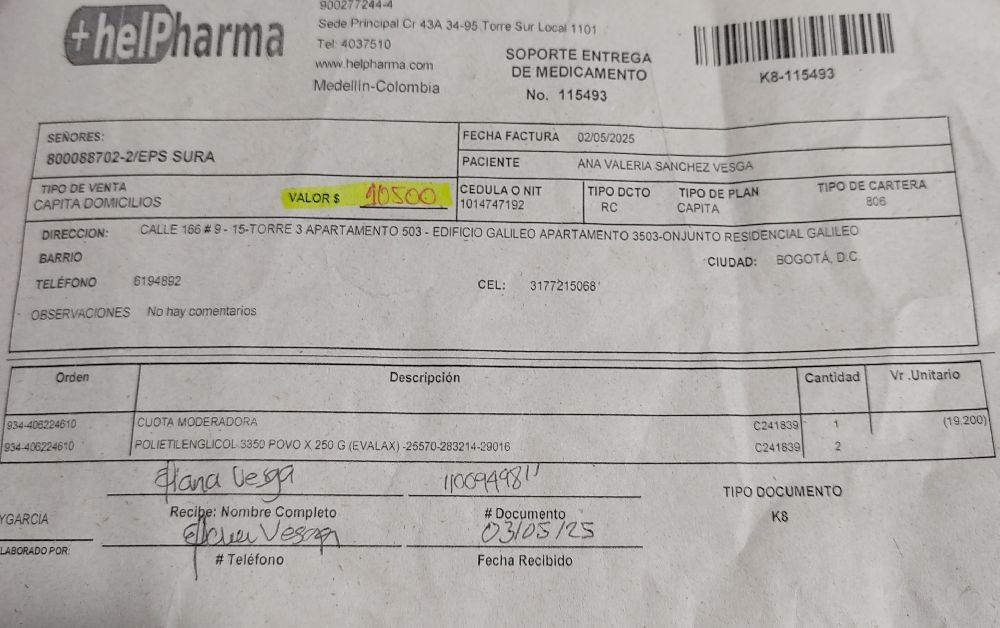 900277244-4
+helPharma
Sede Principal Cr 43A 34-95 Torre Sur Local 1101
Tel: 4037510
www.helpharma.com
Medellin-Colombia
SOPORTE ENTREGA
DE MEDICAMENTO
No. 115493
K8-115493
SEÑORES:
800088702-2/EPS SURA
FECHA FACTURA 02/05/2025
PACIENTE ANA VALERIA SANCHEZ VESGA
TIPO DE VENTA
CAPITA DOMICILIOS
VALOR $ 10500
CEDULA O NIT
1014747192
TIPO DCTO
RC
TIPO DE PLAN
CAPITA
TIPO DE CARTERA
806
DIRECCION: CALLE 166 # 9 - 15-TORRE 3 APARTAMENTO 503 - EDIFICIO GALILEO APARTAMENTO 3503-ONJUNTO RESIDENCIAL GALILEO
BARRIO
CIUDAD: BOGOTÁ, D.C.
TELÉFONO 6194892
CEL: 3177215068
OBSERVACIONES No hay comentarios
Orden Descripción Cantidad Vr .Unitario
934-406224610 CUOTA MODERADORA C241839 1 (19.200)
934-406224610 POLIETILENGLICOL 3350 POVO X 250 G (EVALAX) -25570-283214-29016 C241839 2
Vesga
Recibe: Nombre Completo
# Documento
Vesga
03/05/25
# Teléfono
Fecha Recibido
TIPO DOCUMENTO
K8
YGARCIA
LABORADO POR: